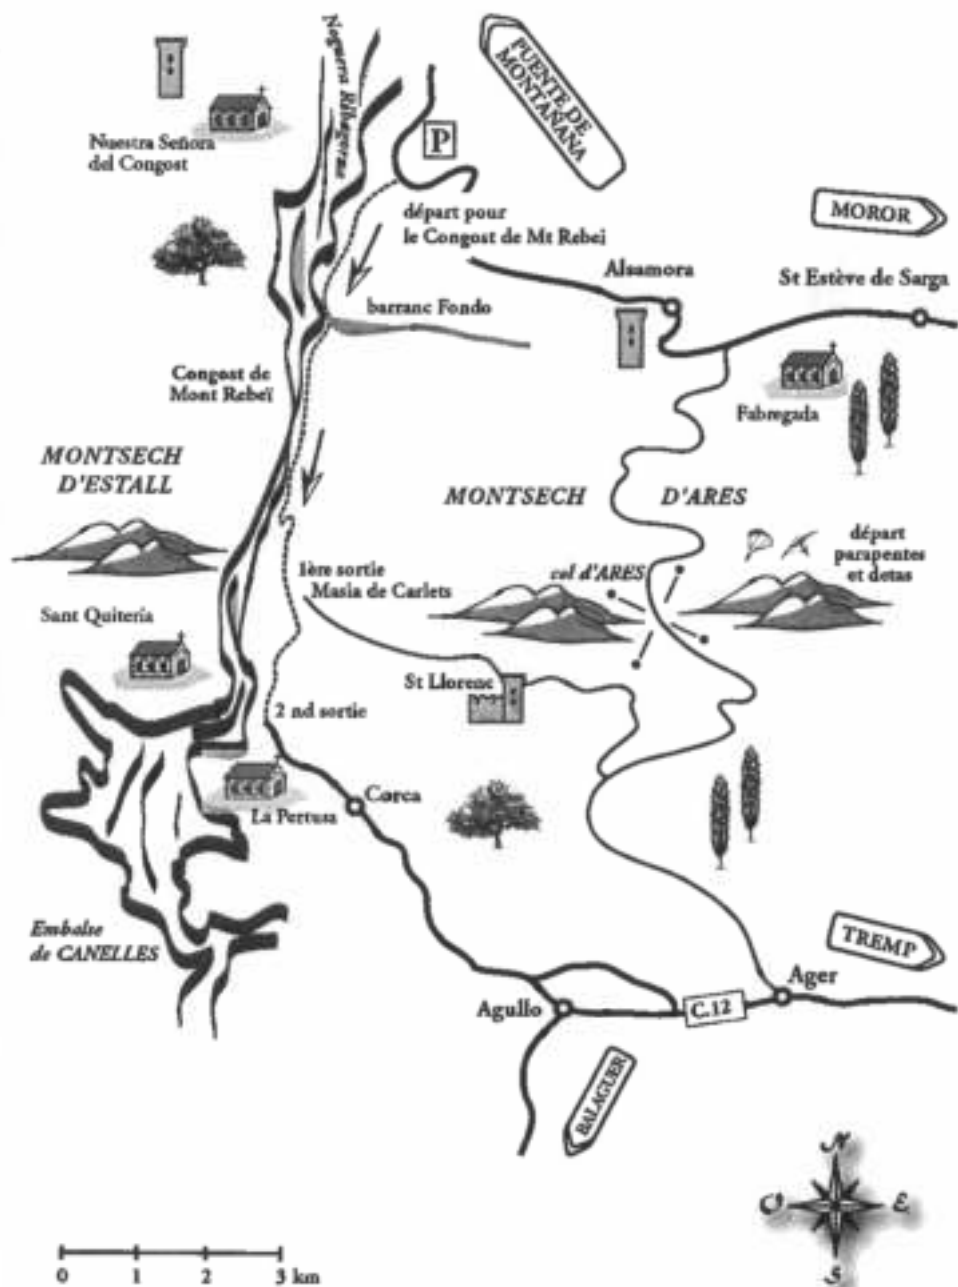 Noguera Ribagorzana
PUENTE DE
MONTAÑANA
Nuestra Señora
del Congost
P
départ pour
le Congost de Mt Rebei
MOROR
Alsamora
St Estève de Sarga
barranc Fondo
Congost de
Mont Rebeï
Fabregada
MONTSECH
D'ESTALL
MONTSECH D'ARES
départ
parapentes
et detas
1ère sortie
Masia de Carlets
col d'ARES
Sant Quitería
St Llorenc
2 nd sortie
La Pertusa
Corca
Embalse
de CANELLES
TREMP
Ager
Agullo
C.12
BALAGUER
N
O
E
S
0 1 2 3 km